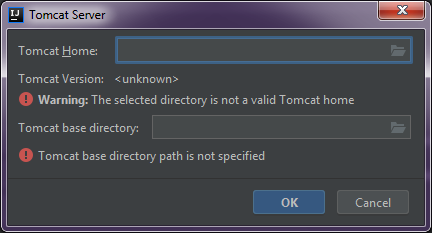 IJ Tomcat Server
Tomcat Home:
Tomcat Version: <unknown>
Warning: The selected directory is not a valid Tomcat home
Tomcat base directory:
Tomcat base directory path is not specified
OK Cancel